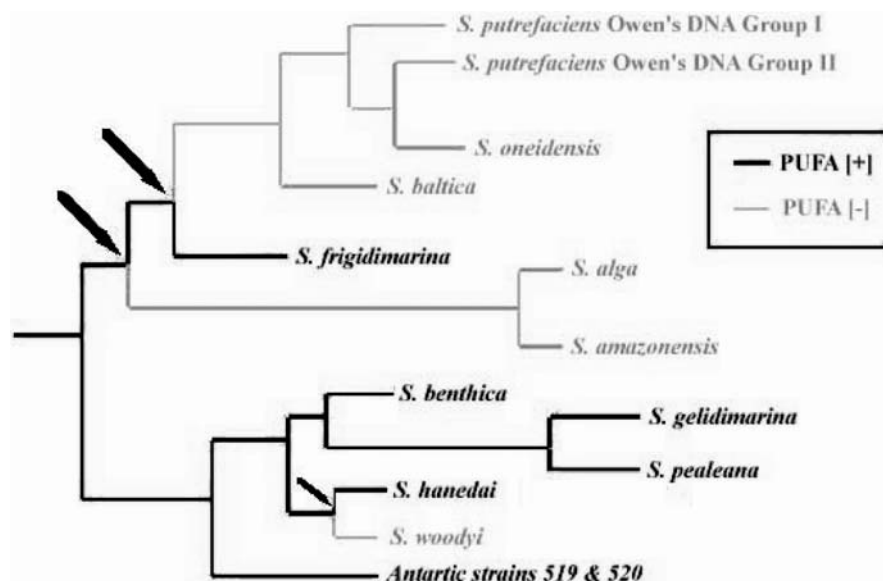 S. putrefaciens Owen's DNA Group I
S. putrefaciens Owen's DNA Group II
S. oneidensis
S. baltica
PUFA [+]
PUFA [-]
S. frigidimarina
S. alga
S. amazonensis
S. benthica
S. gelidimarina
S. pealeana
S. hanedai
S. woodyi
Antartic strains 519 & 520